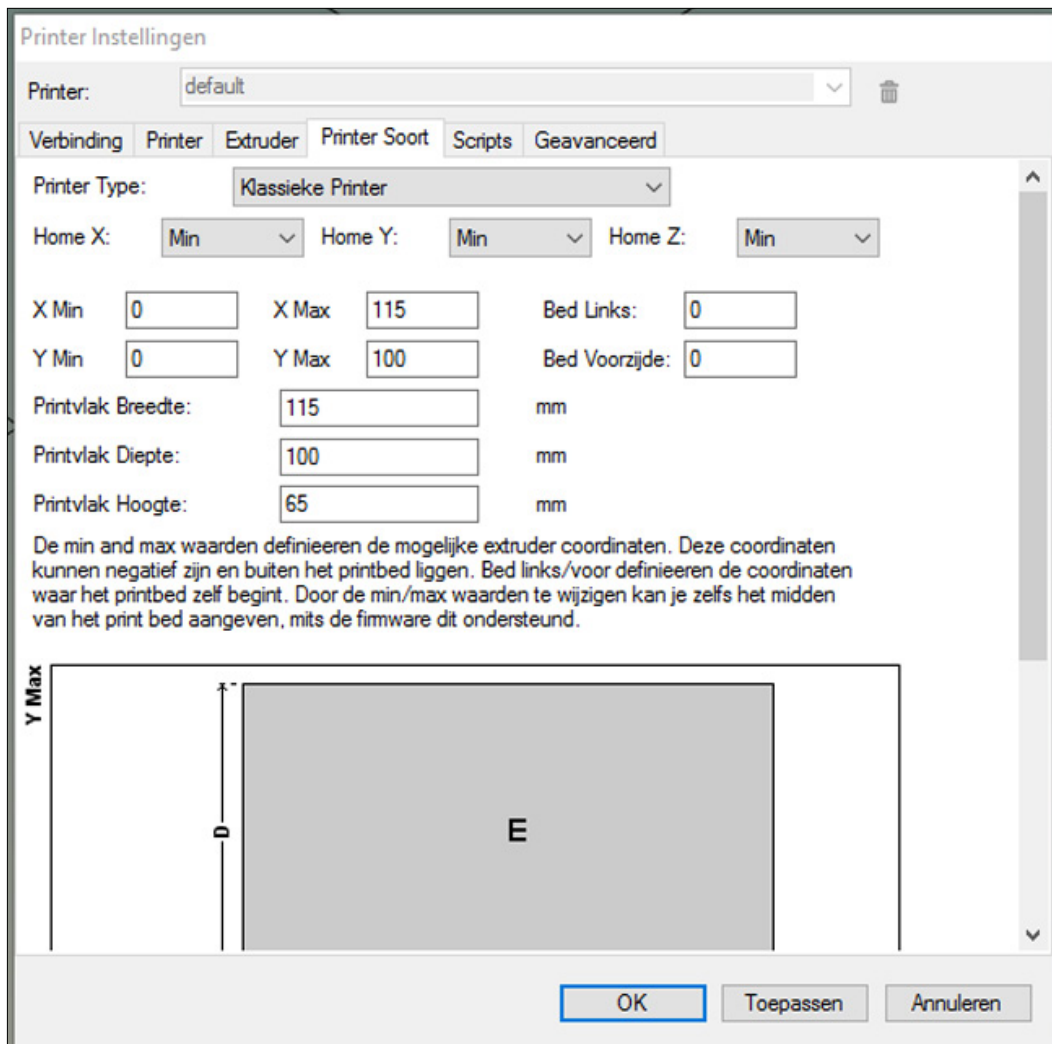 Printer Instellingen
Printer: default
Verbinding Printer Extruder Printer Soort Scripts Geavanceerd
Printer Type: Klassieke Printer
Home X: Min Home Y: Min Home Z: Min
X Min 0 X Max 115 Bed Links: 0
Y Min 0 Y Max 100 Bed Voorzijde: 0
Printvlak Breedte: 115 mm
Printvlak Diepte: 100 mm
Printvlak Hoogte: 65 mm
De min and max waarden definieeren de mogelijke extruder coordinaten. Deze coordinaten
kunnen negatief zijn en buiten het printbed liggen. Bed links/voor definieeren de coordinaten
waar het printbed zelf begint. Door de min/max waarden te wijzigen kan je zelfs het midden
van het print bed aangeven, mits de firmware dit ondersteund.
Y Max
D
E
OK Toepassen Annuleren